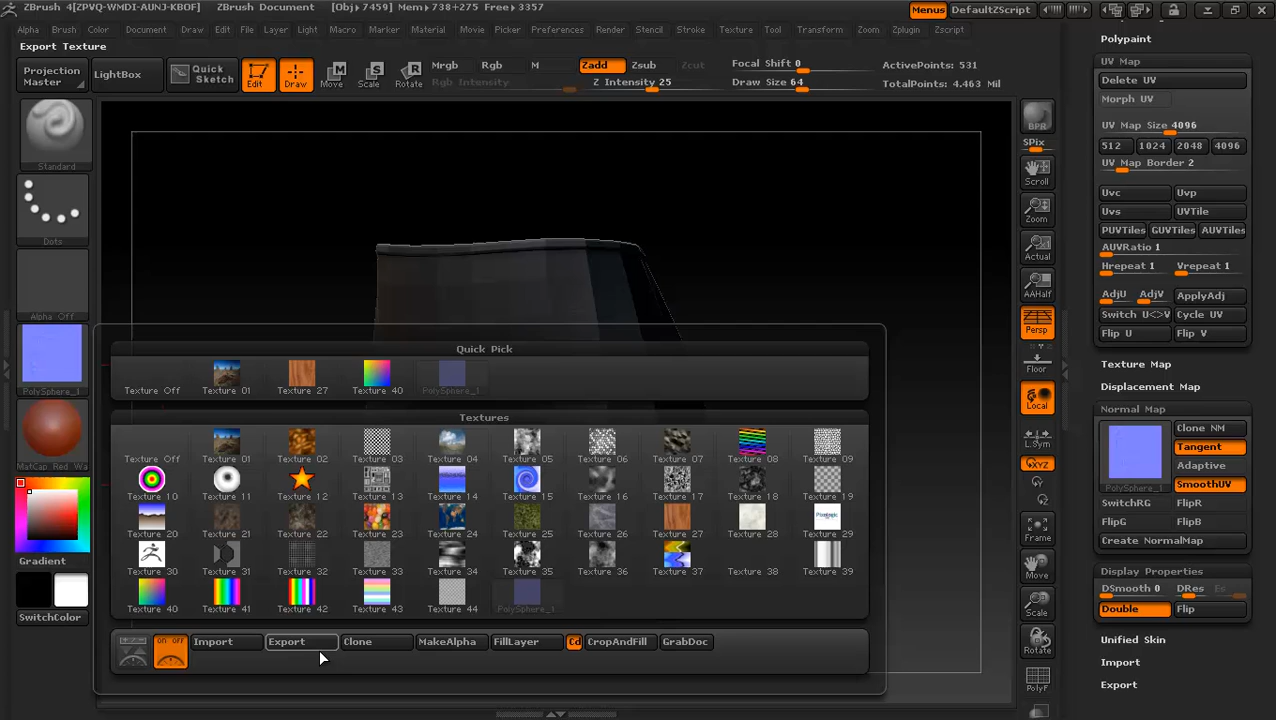 ZBrush 4[ZPVQ-WMDI-AUNJ-KBOF] ZBrush Document [Obj▸7459] Mem▸738+275 Free▸3357 Menus DefaultZScript
Alpha Brush Color Document Draw Edit File Layer Light Macro Marker Material Movie Picker Preferences Render Stencil Stroke Texture Tool Transform Zoom Zplugin Zscript
Export Texture
Projection Master
LightBox
Quick Sketch
Edit Draw Move Scale Rotate
Mrgb Rgb M
Rgb Intensity
Zadd Zsub Zcut
Z Intensity 25
Focal Shift 0
Draw Size 64
ActivePoints: 531
TotalPoints: 4.463 Mil
Standard
Dots
Alpha Off
PolySphere_1
MatCap Red Wa
Gradient
SwitchColor
Quick Pick
Texture Off Texture 01 Texture 27 Texture 40 PolySphere_1
Textures
Texture Off Texture 01 Texture 02 Texture 03 Texture 04 Texture 05 Texture 06 Texture 07 Texture 08 Texture 09
Texture 10 Texture 11 Texture 12 Texture 13 Texture 14 Texture 15 Texture 16 Texture 17 Texture 18 Texture 19
Texture 20 Texture 21 Texture 22 Texture 23 Texture 24 Texture 25 Texture 26 Texture 27 Texture 28 Texture 29
Texture 30 Texture 31 Texture 32 Texture 33 Texture 34 Texture 35 Texture 36 Texture 37 Texture 38 Texture 39
Texture 40 Texture 41 Texture 42 Texture 43 Texture 44 PolySphere_1
on off Import Export Clone MakeAlpha FillLayer Cd CropAndFill GrabDoc
BPR
SPix
Scroll
Zoom
Actual
AAHalf
Persp
Floor
Local
L.Sym
XYZ
Frame
Move
Scale
Rotate
PolyF
Polypaint
UV Map
Delete UV
Morph UV
UV Map Size 4096
512 1024 2048 4096
UV Map Border 2
Uvc Uvp
Uvs UVTile
PUVTiles GUVTiles AUVTiles
AUVRatio 1
Hrepeat 1 Vrepeat 1
AdjU AdjV ApplyAdj
Switch U<>V Cycle UV
Flip U Flip V
Texture Map
Displacement Map
Normal Map
Clone NM
Tangent
Adaptive
SmoothUV
PolySphere_1
SwitchRG FlipR
FlipG FlipB
Create NormalMap
Display Properties
DSmooth 0 DRes Es
Double Flip
Unified Skin
Import
Export